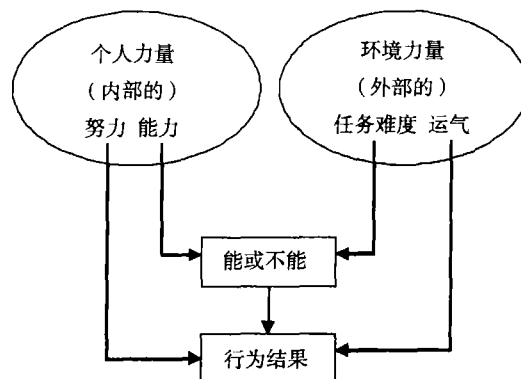 个人力量
（内部的）
努力 能力
环境力量
（外部的）
任务难度 运气
能或不能
行为结果